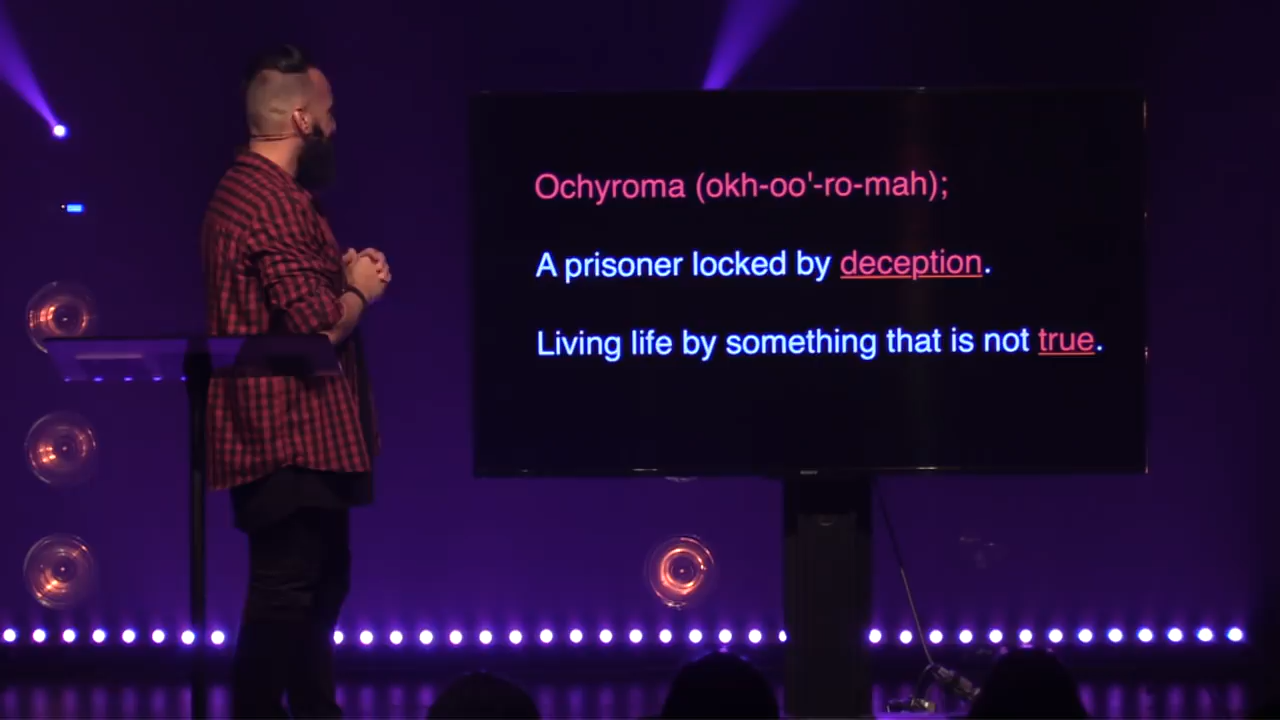 Ochyroma (okh-oo'-ro-mah);
A prisoner locked by deception.
Living life by something that is not true.